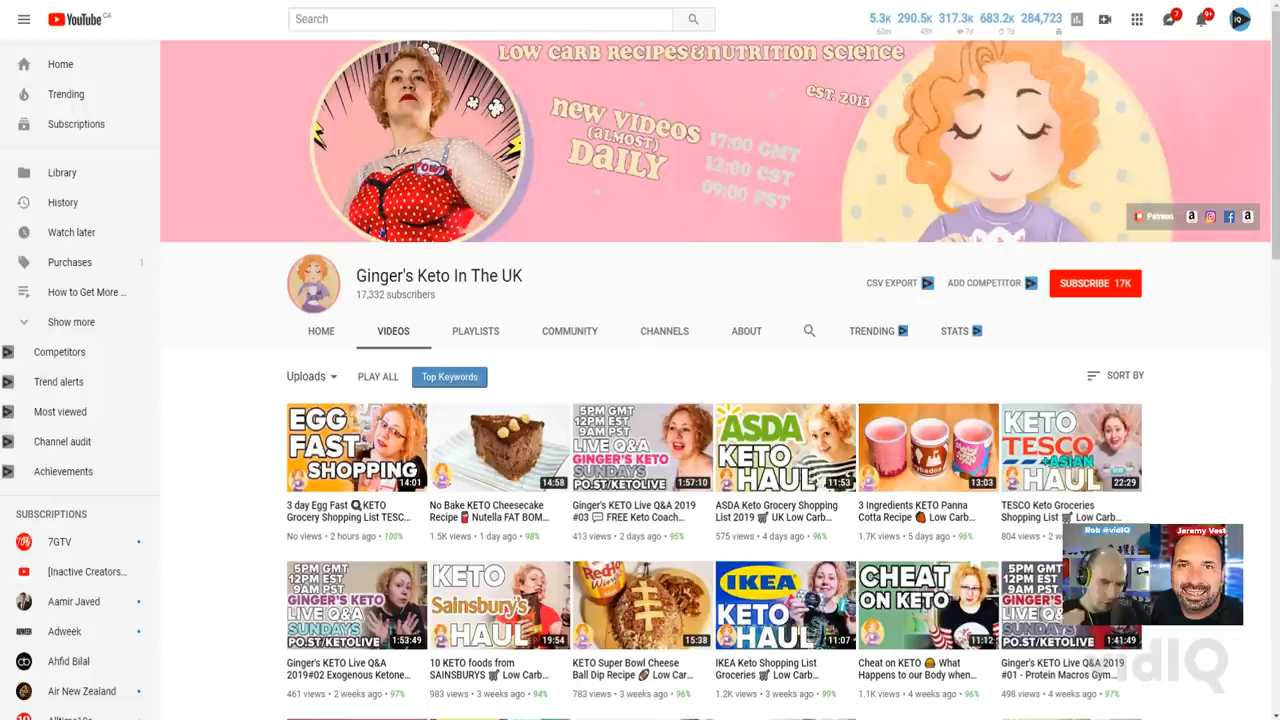 YouTube CA
Search
5.3K 290.5K 317.3K 683.2K 284,723
60m 48h 7d 7d
7
9+
IQ
Home
Trending
Subscriptions
Library
History
Watch later
Purchases 1
How to Get More ...
Show more
Competitors
Trend alerts
Most viewed
Channel audit
Achievements
SUBSCRIPTIONS
7GTV
[Inactive Creators...
Aamir Javed
Adweek
Ahfid Bilal
Air New Zealand
LOW CARB RECIPES & NUTRITION SCIENCE
EST. 2013
NEW VIDEOS
(ALMOST)
DAILY
17:00 GMT
12:00 EST
09:00 PST
POW!
Patreon
Ginger's Keto In The UK
17,332 subscribers
CSV EXPORT
ADD COMPETITOR
SUBSCRIBE 17K
HOME
VIDEOS
PLAYLISTS
COMMUNITY
CHANNELS
ABOUT
TRENDING
STATS
Uploads
PLAY ALL
Top Keywords
SORT BY
EGG
FAST
SHOPPING
14:01
3 day Egg Fast KETO
Grocery Shopping List TESC...
No views • 2 hours ago • 100%
14:58
No Bake KETO Cheesecake
Recipe Nutella FAT BOM...
1.5K views • 1 day ago • 98%
5PM GMT
12PM EST
9AM PST
LIVE Q&A
GINGER'S KETO
SUNDAYS
PO.ST/KETOLIVE
1:57:10
Ginger's KETO Live Q&A 2019
#03 FREE Keto Coach...
413 views • 2 days ago • 95%
ASDA
KETO
HAUL
11:53
ASDA Keto Grocery Shopping
List 2019 UK Low Carb...
575 views • 4 days ago • 96%
13:03
3 Ingredients KETO Panna
Cotta Recipe Low Carb...
1.7K views • 5 days ago • 96%
KETO
TESCO
+ASIAN
HAUL
22:29
TESCO Keto Groceries
Shopping List Low Carb...
804 views • 2 w
Rob @vidIQ
Jeremy Vest
5PM GMT
12PM EST
9AM PST
LIVE Q&A
GINGER'S KETO
SUNDAYS
PO.ST/KETOLIVE
1:53:49
Ginger's KETO Live Q&A
2019 #02 Exogenous Ketone...
461 views • 2 weeks ago • 97%
KETO
Sainsbury's
HAUL
19:54
10 KETO foods from
SAINSBURYS Low Carb...
983 views • 3 weeks ago • 94%
RedHot
Wings
15:38
KETO Super Bowl Cheese
Ball Dip Recipe Low Car...
783 views • 3 weeks ago • 96%
IKEA
KETO
HAUL
11:07
IKEA Keto Shopping List
Groceries Low Carb...
1.2K views • 3 weeks ago • 99%
CHEAT
ON KETO
11:12
Cheat on KETO What
Happens to our Body when...
1.1K views • 4 weeks ago • 96%
5PM GMT
12PM EST
9AM PST
LIVE Q&A
GINGER'S
SUNDAYS
PO.ST/KETOLIVE
1:41:49
Ginger's KETO Live Q&A 2019
#01 - Protein Macros Gym...
498 views • 4 weeks ago • 97%
vidIQ